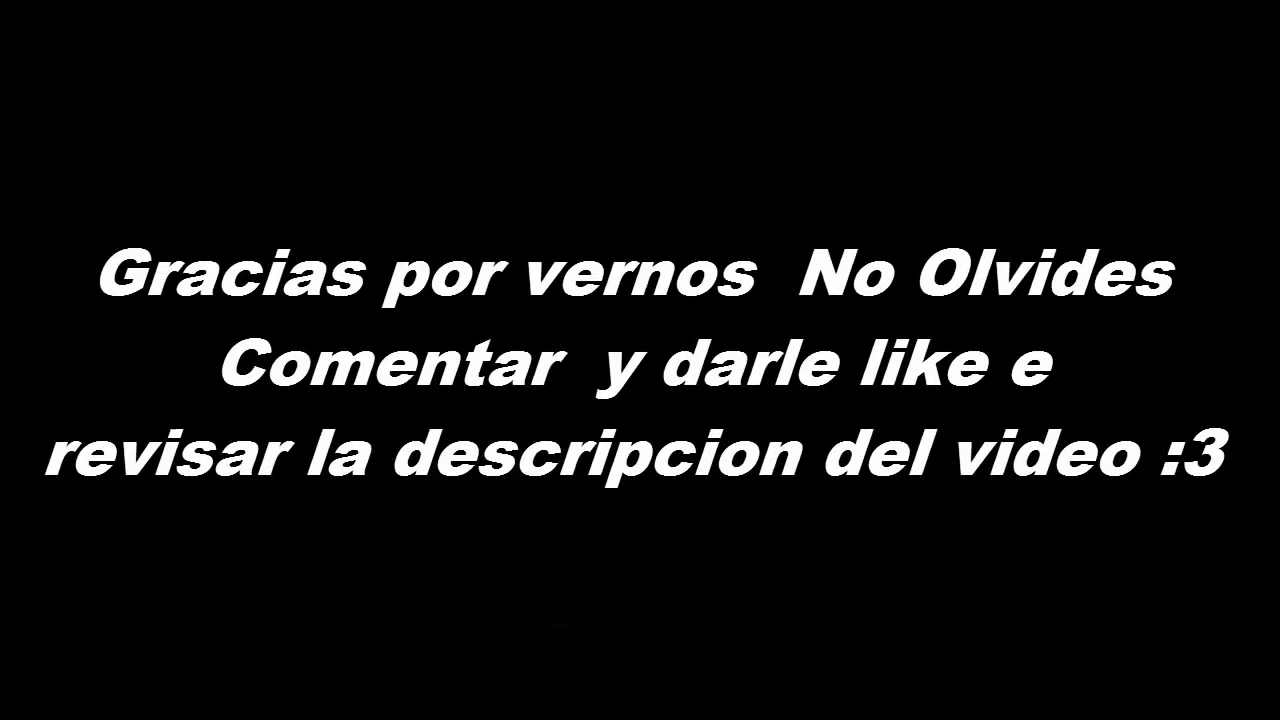 Gracias por vernos  No Olvides
Comentar  y darle like e
revisar la descripcion del video :3